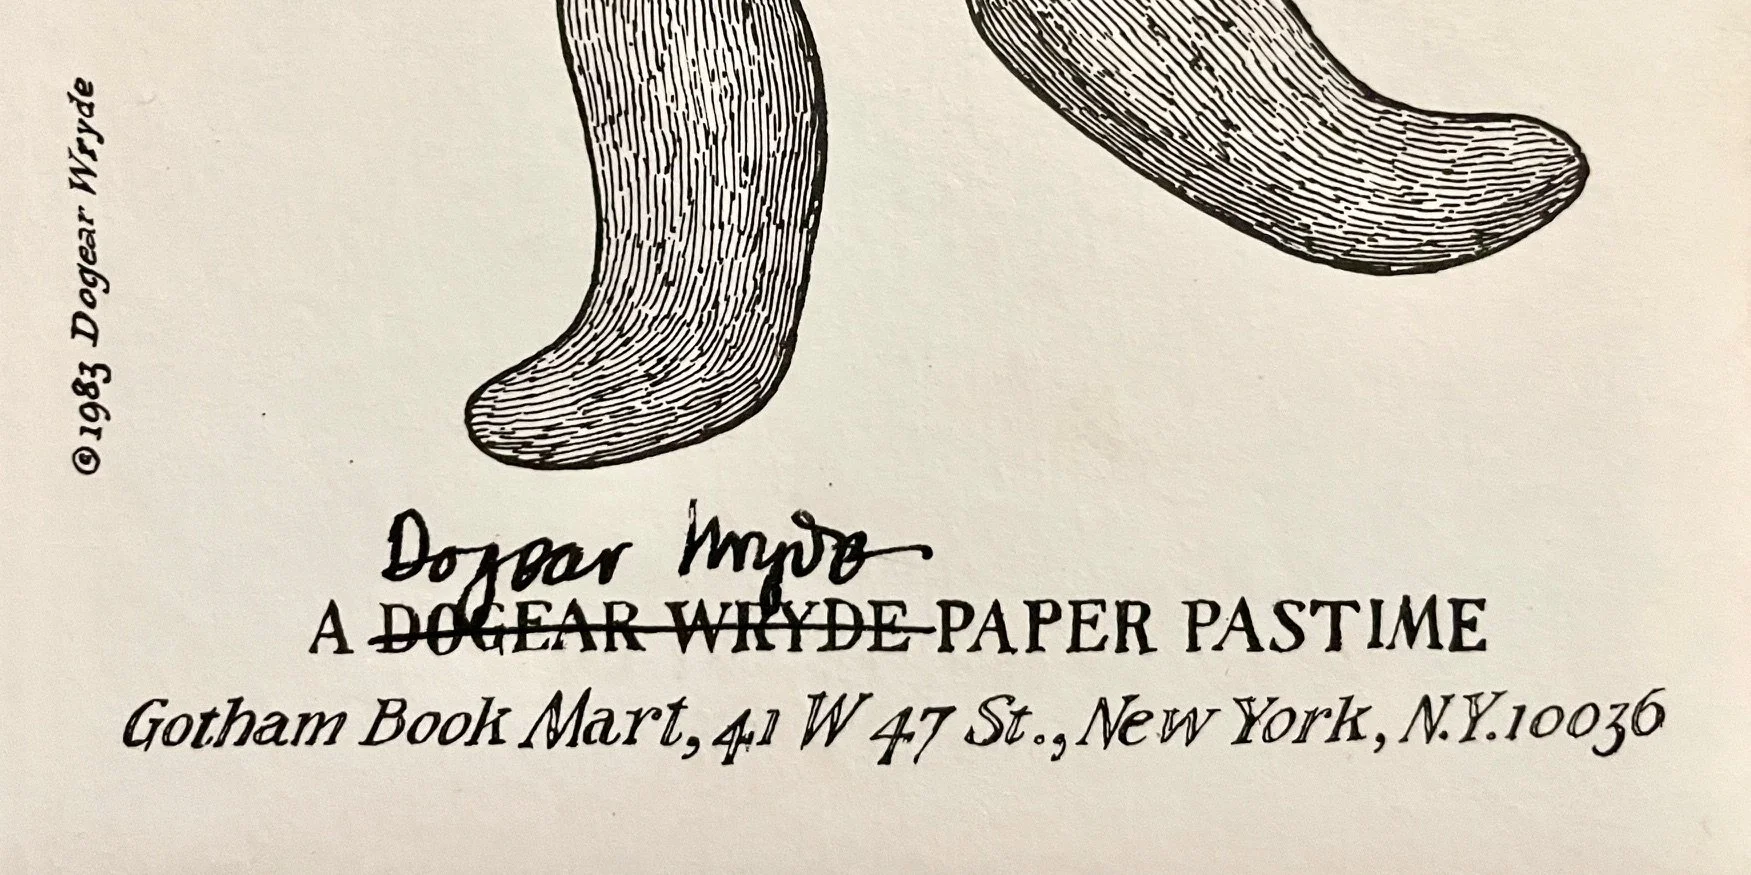 ©1983 Dogear Wryde
Dogear Wryde
A DOGEAR WRYDE PAPER PASTIME
Gotham Book Mart, 41 W 47 St., New York, N.Y. 10036